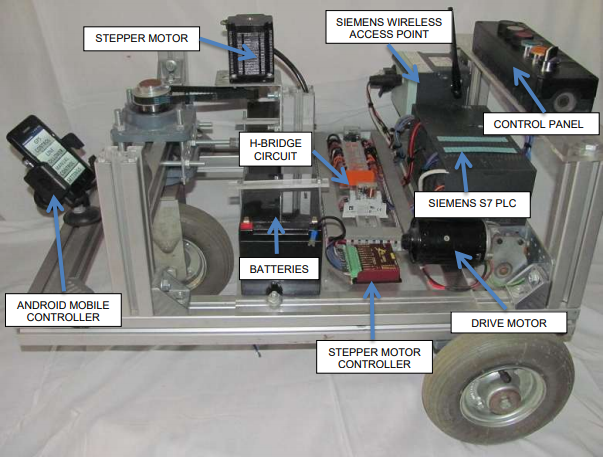 STEPPER MOTOR
SIEMENS WIRELESS
ACCESS POINT
CONTROL PANEL
H-BRIDGE
CIRCUIT
SIEMENS S7 PLC
BATTERIES
ANDROID MOBILE
CONTROLLER
DRIVE MOTOR
STEPPER MOTOR
CONTROLLER